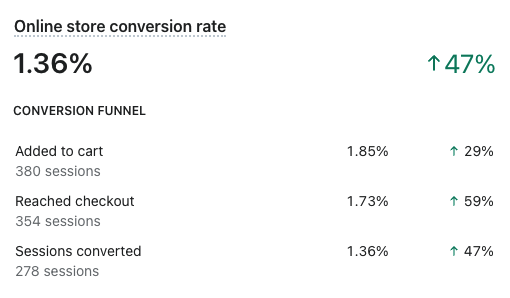 Online store conversion rate
1.36% ↑47%
CONVERSION FUNNEL
Added to cart 1.85% ↑ 29%
380 sessions
Reached checkout 1.73% ↑ 59%
354 sessions
Sessions converted 1.36% ↑ 47%
278 sessions